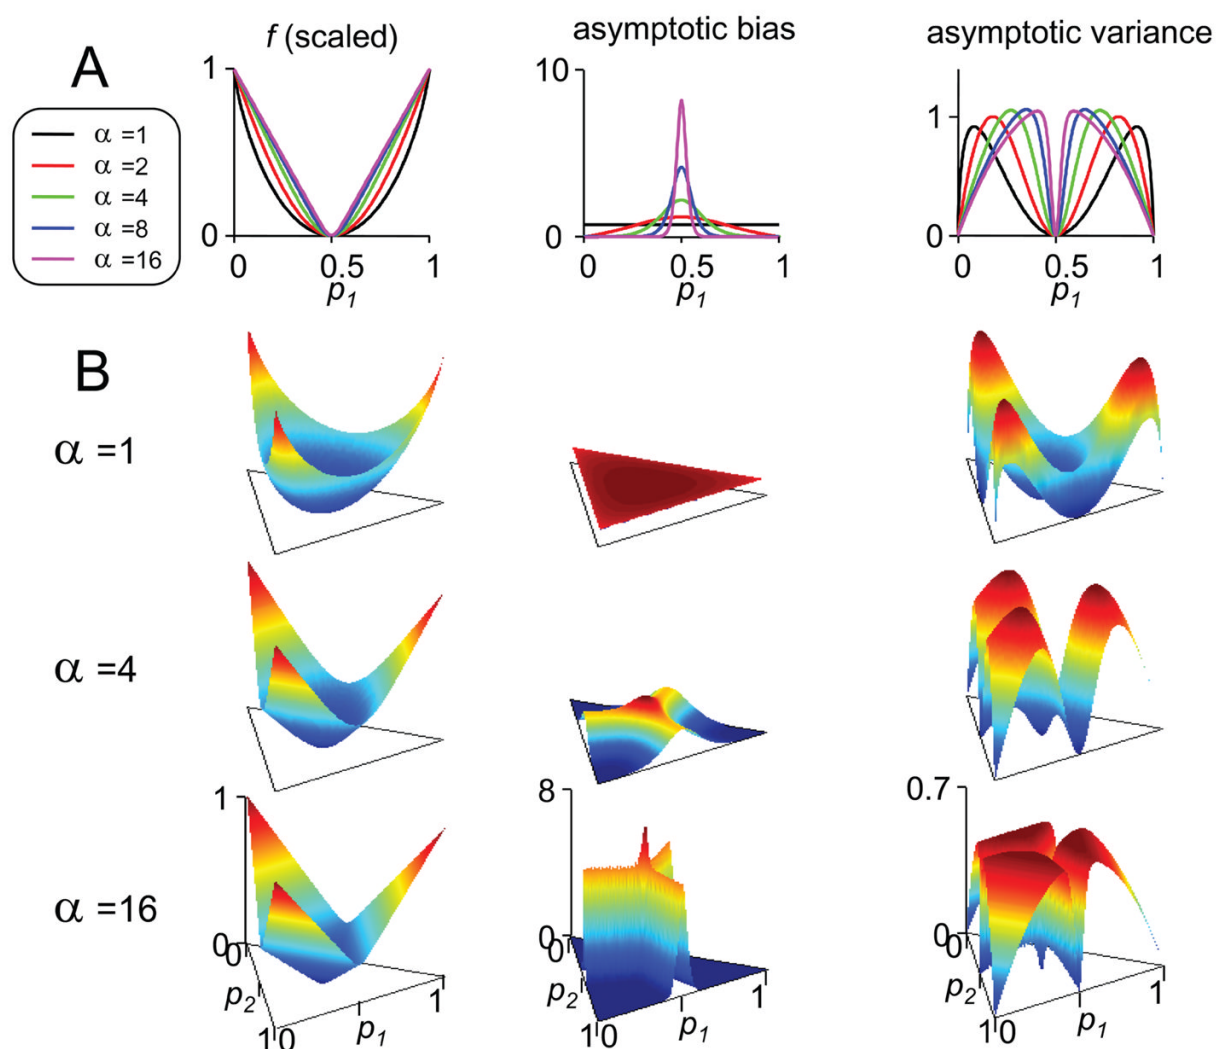 A
f (scaled)
asymptotic bias
asymptotic variance
α =1
α =2
α =4
α =8
α =16
1
0
0 0.5 1
p1
10
0
0 0.5 1
p1
1
0
0 0.5 1
p1
B
α =1
α =4
α =16
1
0
0
p2
1
0
p1
1
8
0
0
p2
1
0
p1
1
0.7
0
0
p2
1
0
p1
1